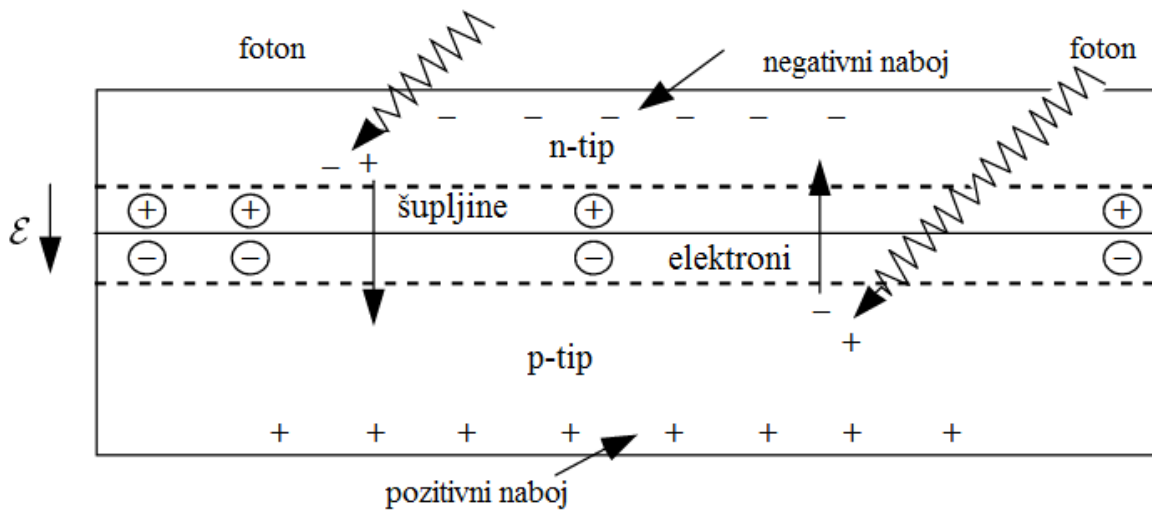 foton
foton
negativni naboj
− − − − − −
n-tip
− +
šupljine
+ + + +
ℰ
− − − −
elektroni
−
+
p-tip
+ + + + + + + +
pozitivni naboj